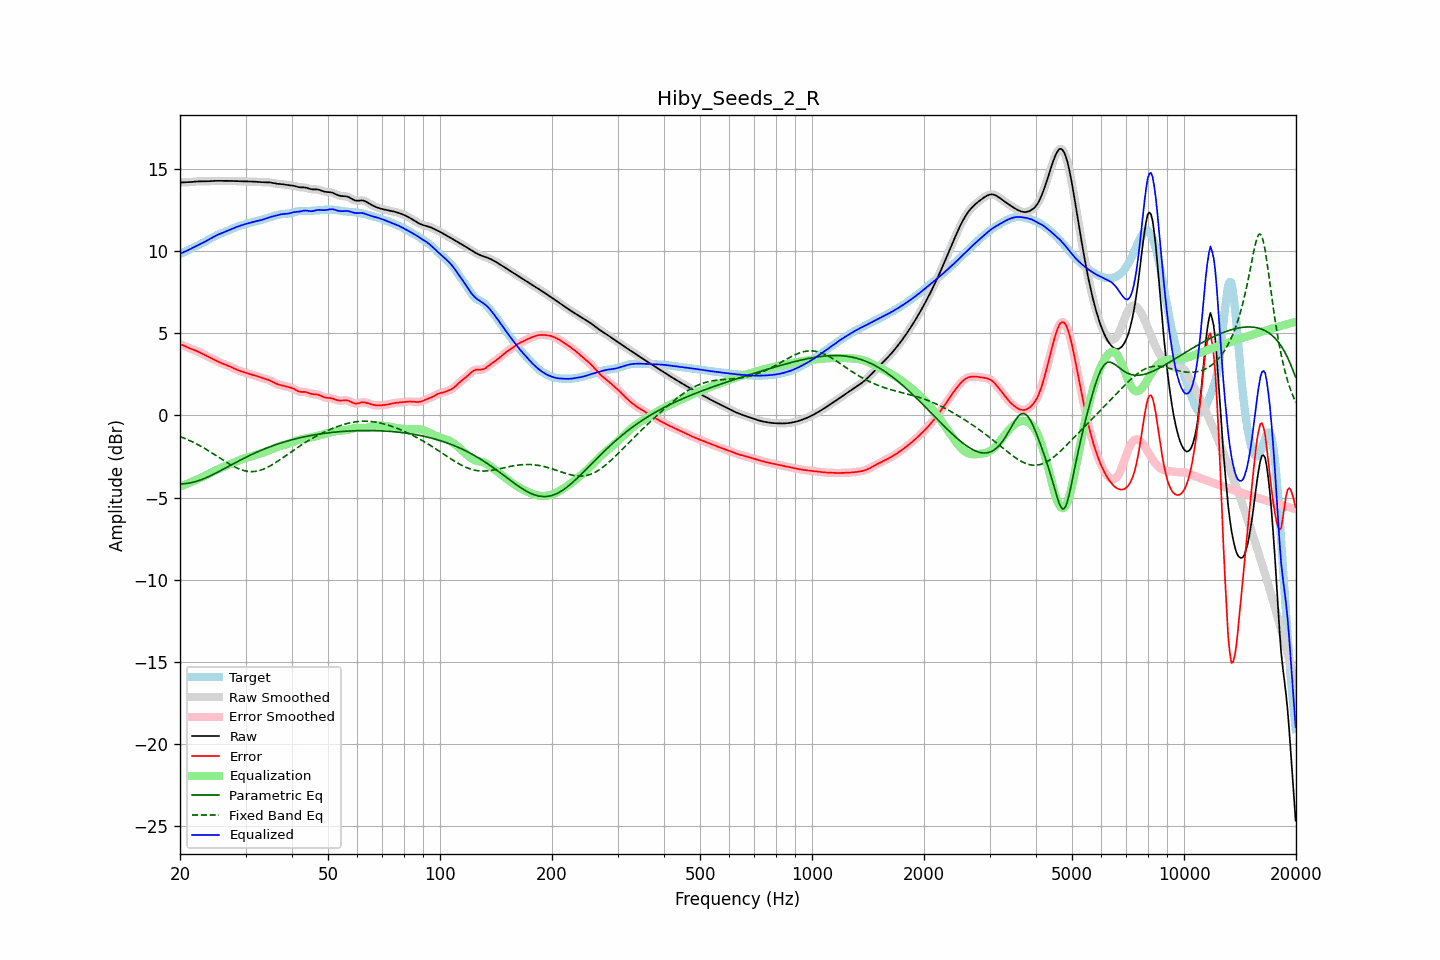 Hiby_Seeds_2_R
Amplitude (dBr)
15
10
5
0
−5
−10
−15
−20
−25
Target
Raw Smoothed
Error Smoothed
Raw
Error
Equalization
Parametric Eq
Fixed Band Eq
Equalized
20 50 100 200 500 1000 2000 5000 10000 20000
Frequency (Hz)